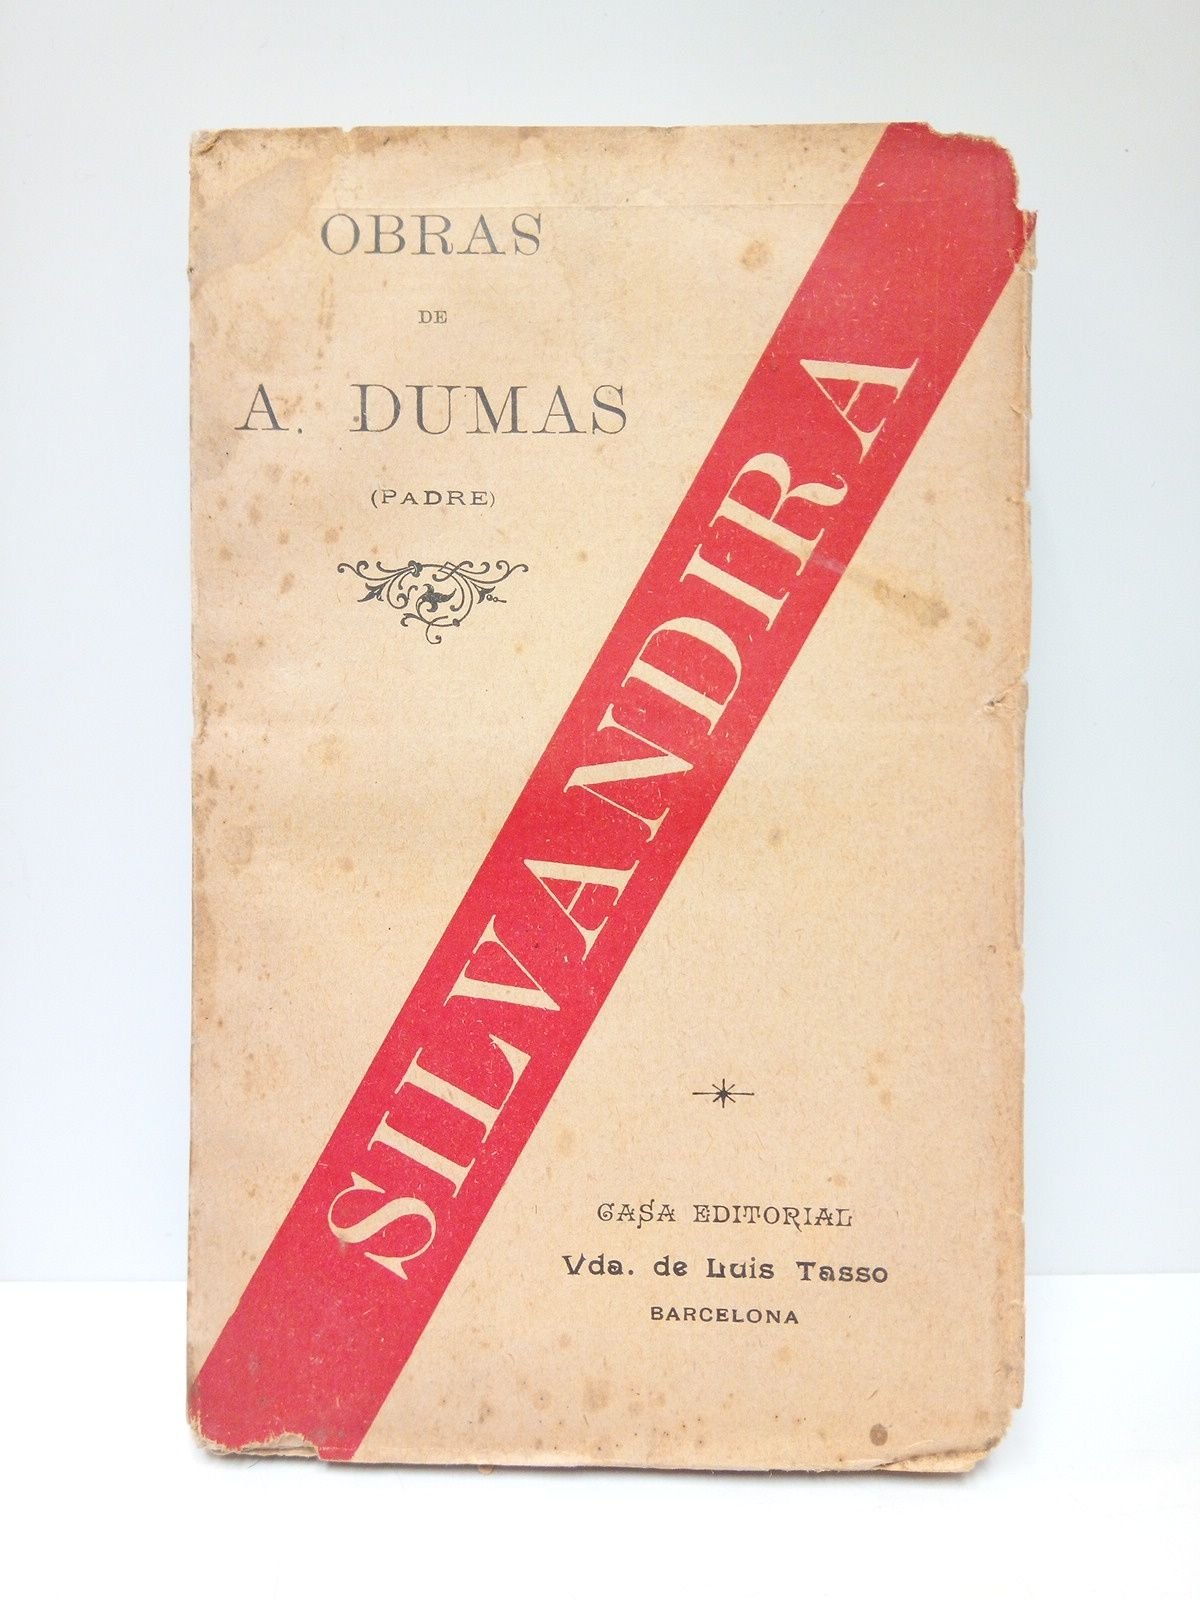 OBRAS
DE
A. DUMAS
(PADRE)
SILVANDIRA
CASA EDITORIAL
Vda. de Luis Tasso
BARCELONA